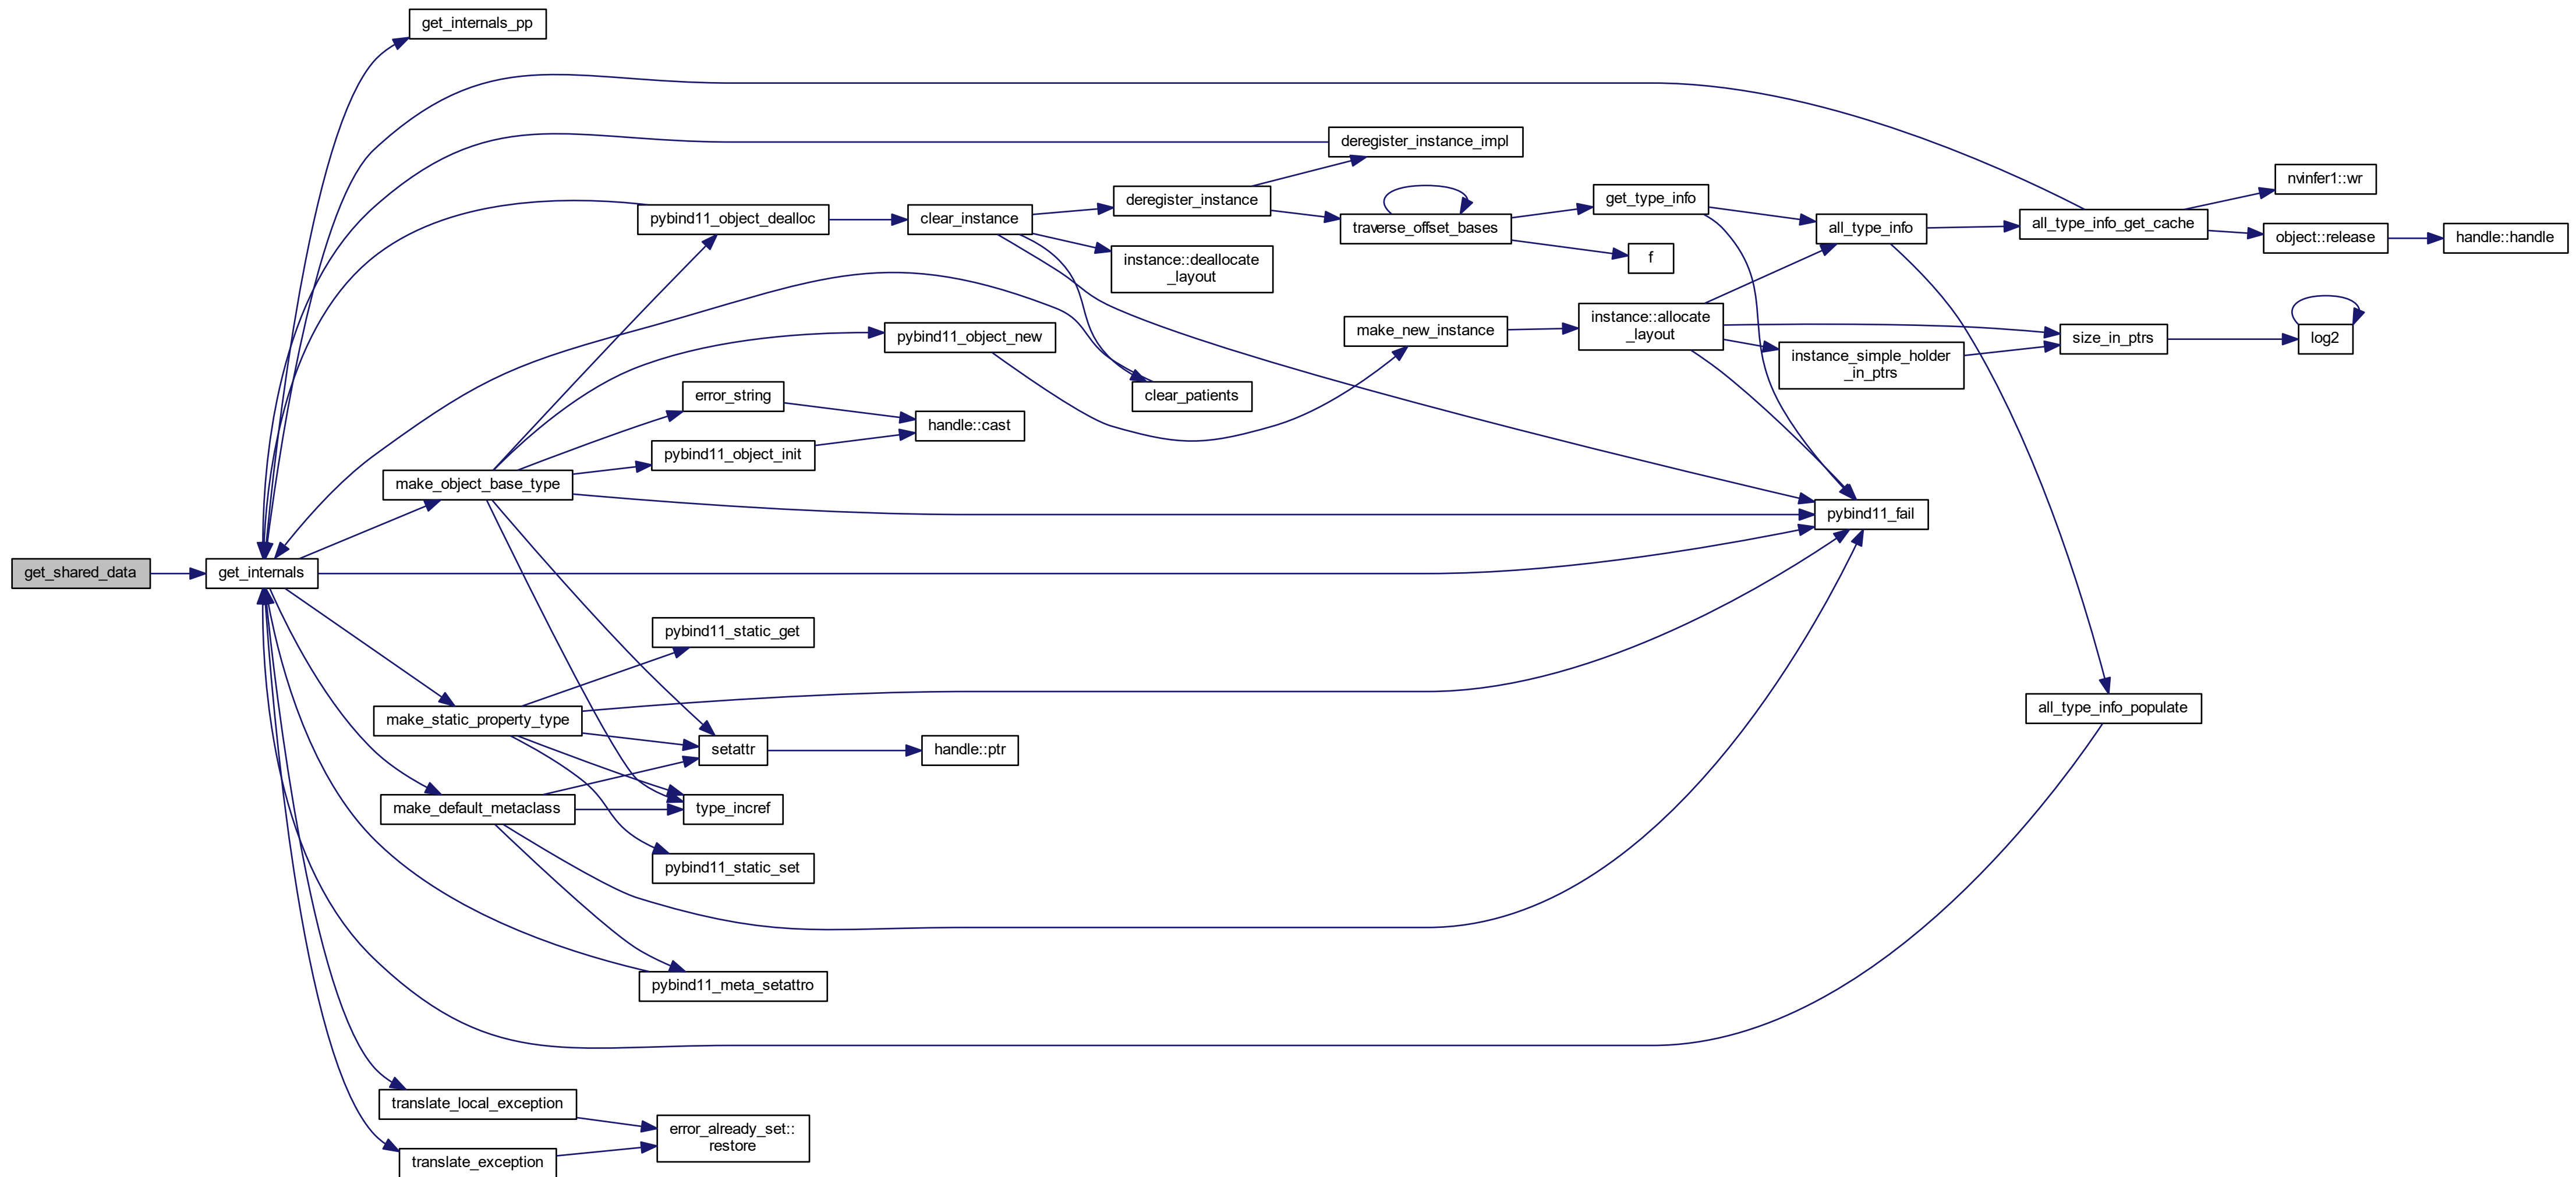 get_internals_pp
deregister_instance_impl
nvinfer1::wr
deregister_instance
get_type_info
pybind11_object_dealloc
clear_instance
traverse_offset_bases
all_type_info
all_type_info_get_cache
object::release
handle::handle
f
instance::deallocate
_layout
make_new_instance
instance::allocate
_layout
pybind11_object_new
size_in_ptrs
log2
instance_simple_holder
_in_ptrs
error_string
clear_patients
handle::cast
pybind11_object_init
make_object_base_type
pybind11_fail
get_shared_data
get_internals
pybind11_static_get
all_type_info_populate
make_static_property_type
setattr
handle::ptr
make_default_metaclass
type_incref
pybind11_static_set
pybind11_meta_setattro
translate_local_exception
error_already_set::
restore
translate_exception